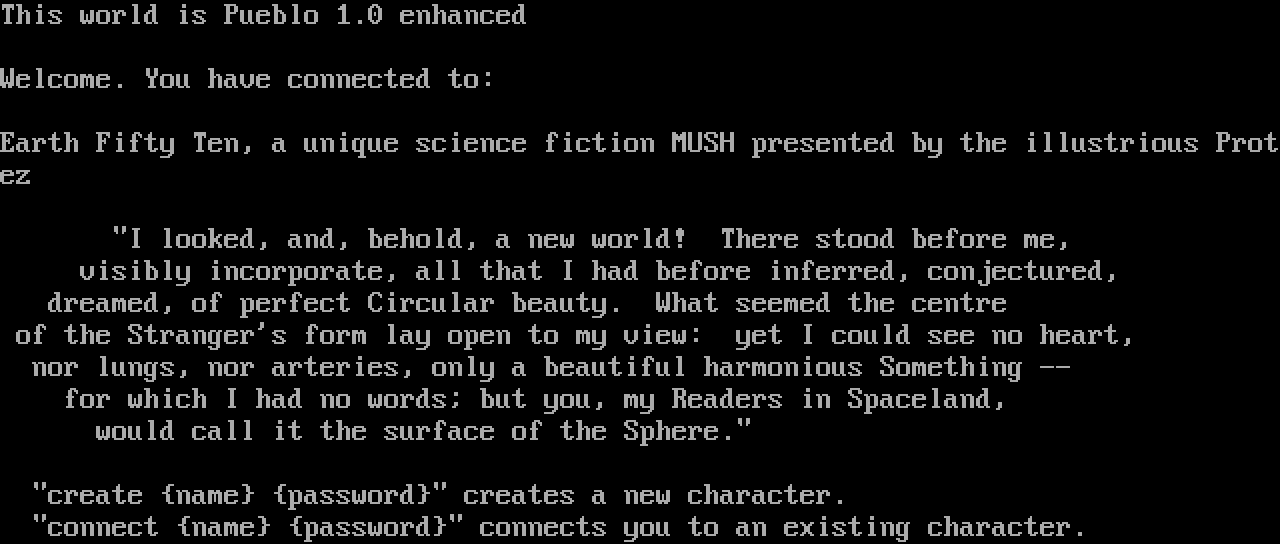 This world is Pueblo 1.0 enhanced
Welcome. You have connected to:
Earth Fifty Ten, a unique science fiction MUSH presented by the illustrious Prot
ez
"I looked, and, behold, a new world!  There stood before me,
visibly incorporate, all that I had before inferred, conjectured,
dreamed, of perfect Circular beauty.  What seemed the centre
of the Stranger's form lay open to my view:  yet I could see no heart,
nor lungs, nor arteries, only a beautiful harmonious Something --
for which I had no words; but you, my Readers in Spaceland,
would call it the surface of the Sphere."
"create {name} {password}" creates a new character.
"connect {name} {password}" connects you to an existing character.